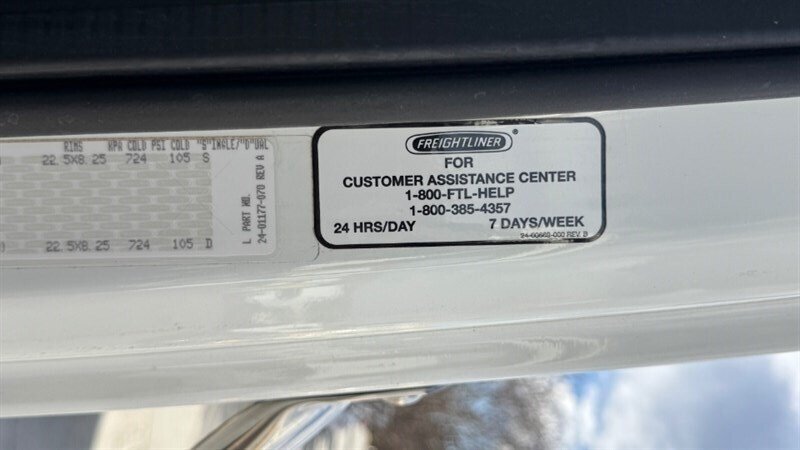 RIMS KPA COLD PSI COLD "S"INGLE/"D"UAL
22.5X8.25 724 105 S
22.5X8.25 724 105 D
L PART NO.
24-01177-070 REV A
FREIGHTLINER®
FOR
CUSTOMER ASSISTANCE CENTER
1-800-FTL-HELP
1-800-385-4357
24 HRS/DAY 7 DAYS/WEEK
24-00669-000 REV. B